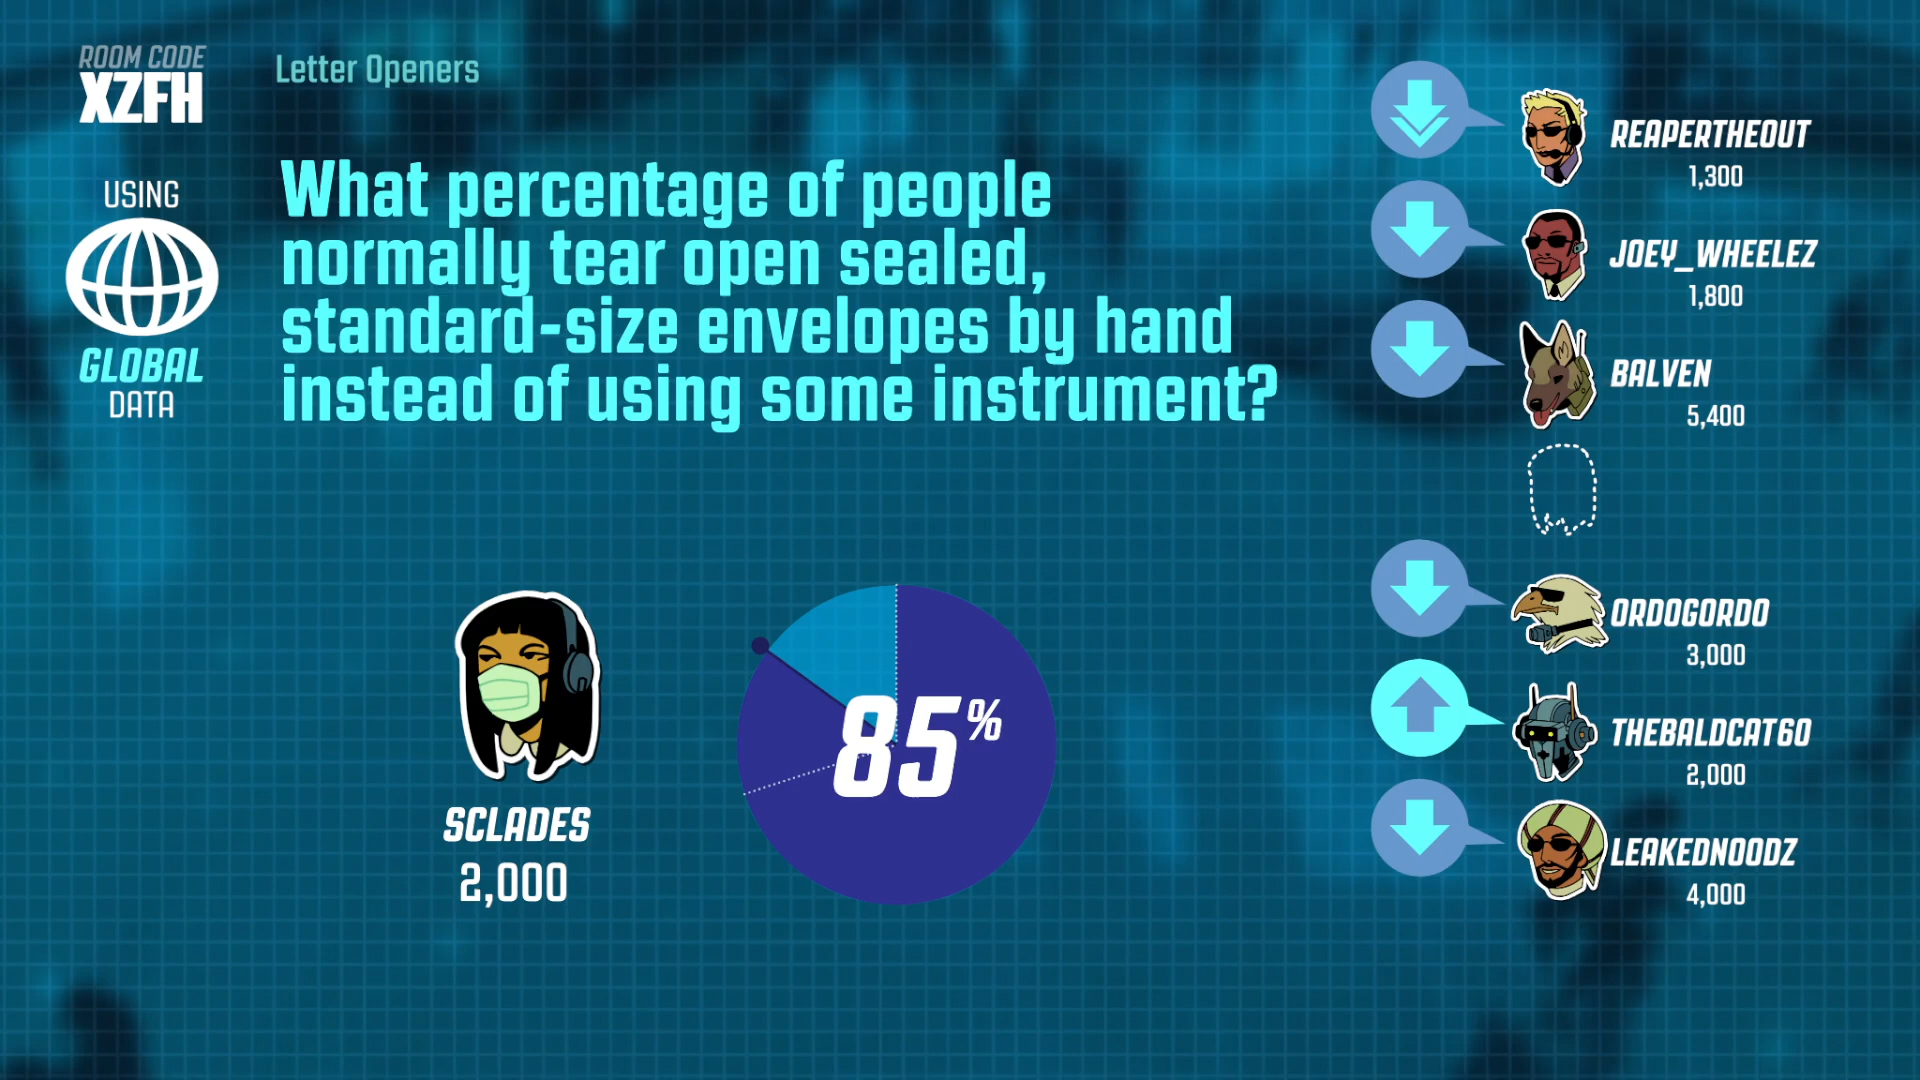 ROOM CODE
XZFH
Letter Openers
USING
GLOBAL
DATA
What percentage of people
normally tear open sealed,
standard-size envelopes by hand
instead of using some instrument?
SCLADES
2,000
85%
REAPERTHEOUT
1,300
JOEY_WHEELEZ
1,800
BALVEN
5,400
ORDOGORDO
3,000
THEBALDCAT60
2,000
LEAKEDNOODZ
4,000